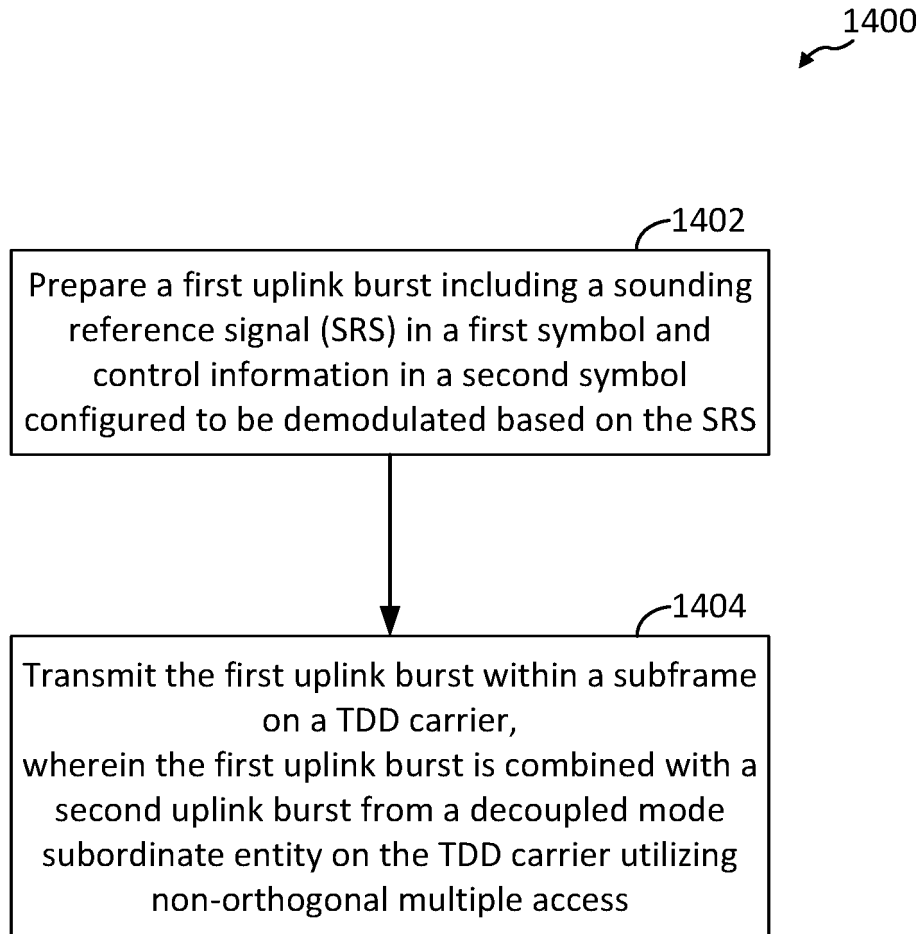 1400
1402
Prepare a first uplink burst including a sounding
reference signal (SRS) in a first symbol and
control information in a second symbol
configured to be demodulated based on the SRS
1404
Transmit the first uplink burst within a subframe
on a TDD carrier,
wherein the first uplink burst is combined with a
second uplink burst from a decoupled mode
subordinate entity on the TDD carrier utilizing
non-orthogonal multiple access